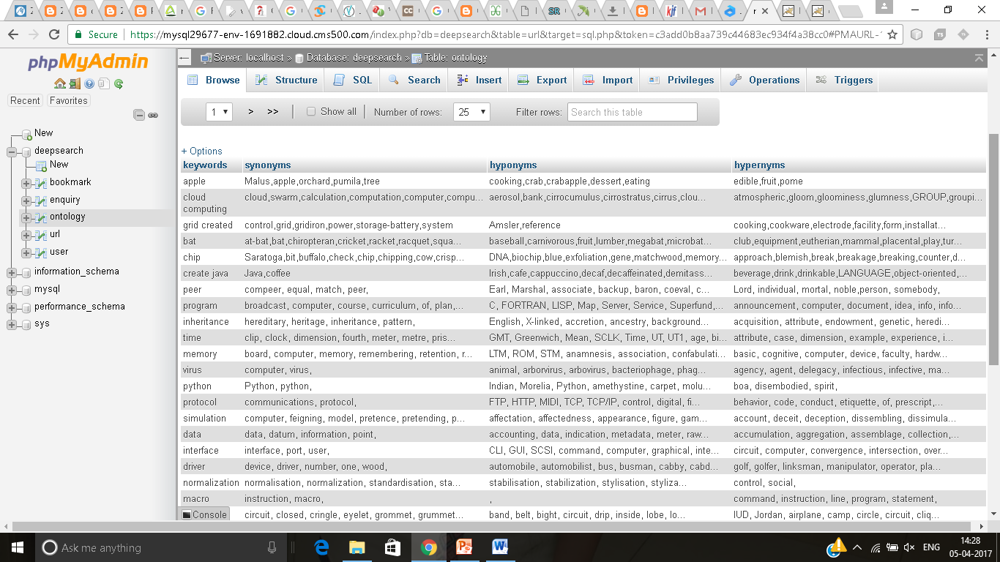 Secure https://mysql29677-env-1691882.cloud.cms500.com/index.php?db=deepsearch&table=url&target=sql.php&token=c3add0b8aa739c44683ec934f4a38cc0#PMAURL-
phpMyAdmin
Recent Favorites
New
deepsearch
New
bookmark
enquiry
ontology
url
user
information_schema
mysql
performance_schema
sys
Server: localhost » Database: deepsearch » Table: ontology
Browse Structure SQL Search Insert Export Import Privileges Operations Triggers
1 > >> Show all Number of rows: 25 Filter rows: Search this table
+ Options
keywords synonyms hyponyms hypernyms
apple Malus,apple,orchard,pumila,tree cooking,crab,crabapple,dessert,eating edible,fruit,pome
cloud computing cloud,swarm,calculation,computation,computer,compu... aerosol,bank,cirrocumulus,cirrostratus,cirrus,clou... atmospheric,gloom,gloominess,glumness,GROUP,groupi...
grid created control,grid,gridiron,power,storage-battery,system Amsler,reference cooking,cookware,electrode,facility,form,installat...
bat at-bat,bat,chiropteran,cricket,racket,racquet,squa... baseball,carnivorous,fruit,lumber,megabat,microbat... club,equipment,eutherian,mammal,placental,play,tur...
chip Saratoga,bit,buffalo,check,chip,chipping,cow,crisp... DNA,biochip,blue,exfoliation,gene,matchwood,memory... approach,blemish,break,breakage,breaking,counter,d...
create java Java,coffee Irish,cafe,cappuccino,decaf,decaffeinated,demitass... beverage,drink,drinkable,LANGUAGE,object-oriented,...
peer compeer, equal, match, peer, Earl, Marshal, associate, backup, baron, coeval, c... Lord, individual, mortal, noble,person, somebody,
program broadcast, computer, course, curriculum, of, plan,... C, FORTRAN, LISP, Map, Server, Service, Superfund,... announcement, computer, document, idea, info, info...
inheritance hereditary, heritage, inheritance, pattern, English, X-linked, accretion, ancestry, background... acquisition, attribute, endowment, genetic, heredi...
time clip, clock, dimension, fourth, meter, metre, pris... GMT, Greenwich, Mean, SCLK, Time, UT, UT1, age, bi... attribute, case, dimension, example, experience, i...
memory board, computer, memory, remembering, retention, r... LTM, ROM, STM, anamnesis, association, confabulati... basic, cognitive, computer, device, faculty, hardw...
virus computer, virus, animal, arborvirus, arbovirus, bacteriophage, phag... agency, agent, delegacy, infectious, infective, ma...
python Python, python, Indian, Morelia, Python, amethystine, carpet, molu... boa, disembodied, spirit,
protocol communications, protocol, FTP, HTTP, MIDI, TCP, TCP/IP, control, digital, fi... behavior, code, conduct, etiquette, of, prescript,...
simulation computer, feigning, model, pretence, pretending, p... affectation, affectedness, appearance, figure, gam... account, deceit, deception, dissembling, dissimula...
data data, datum, information, point, accounting, data, indication, metadata, meter, raw... accumulation, aggregation, assemblage, collection,...
interface interface, port, user, CLI, GUI, SCSI, command, computer, graphical, inte... circuit, computer, convergence, intersection, over...
driver device, driver, number, one, wood, automobile, automobilist, bus, busman, cabby, cabd... golf, golfer, linksman, manipulator, operator, pla...
normalization normalisation, normalization, standardisation, sta... stabilisation, stabilization, stylisation, styliza... control, social,
macro instruction, macro, , command, instruction, line, program, statement,
Console circuit, closed, cringle, eyelet, grommet, grummet... band, belt, bight, circuit, drip, inside, lobe, lo... IUD, Jordan, airplane, camp, circle, circuit, cliq...
Ask me anything ENG 14:28
05-04-2017